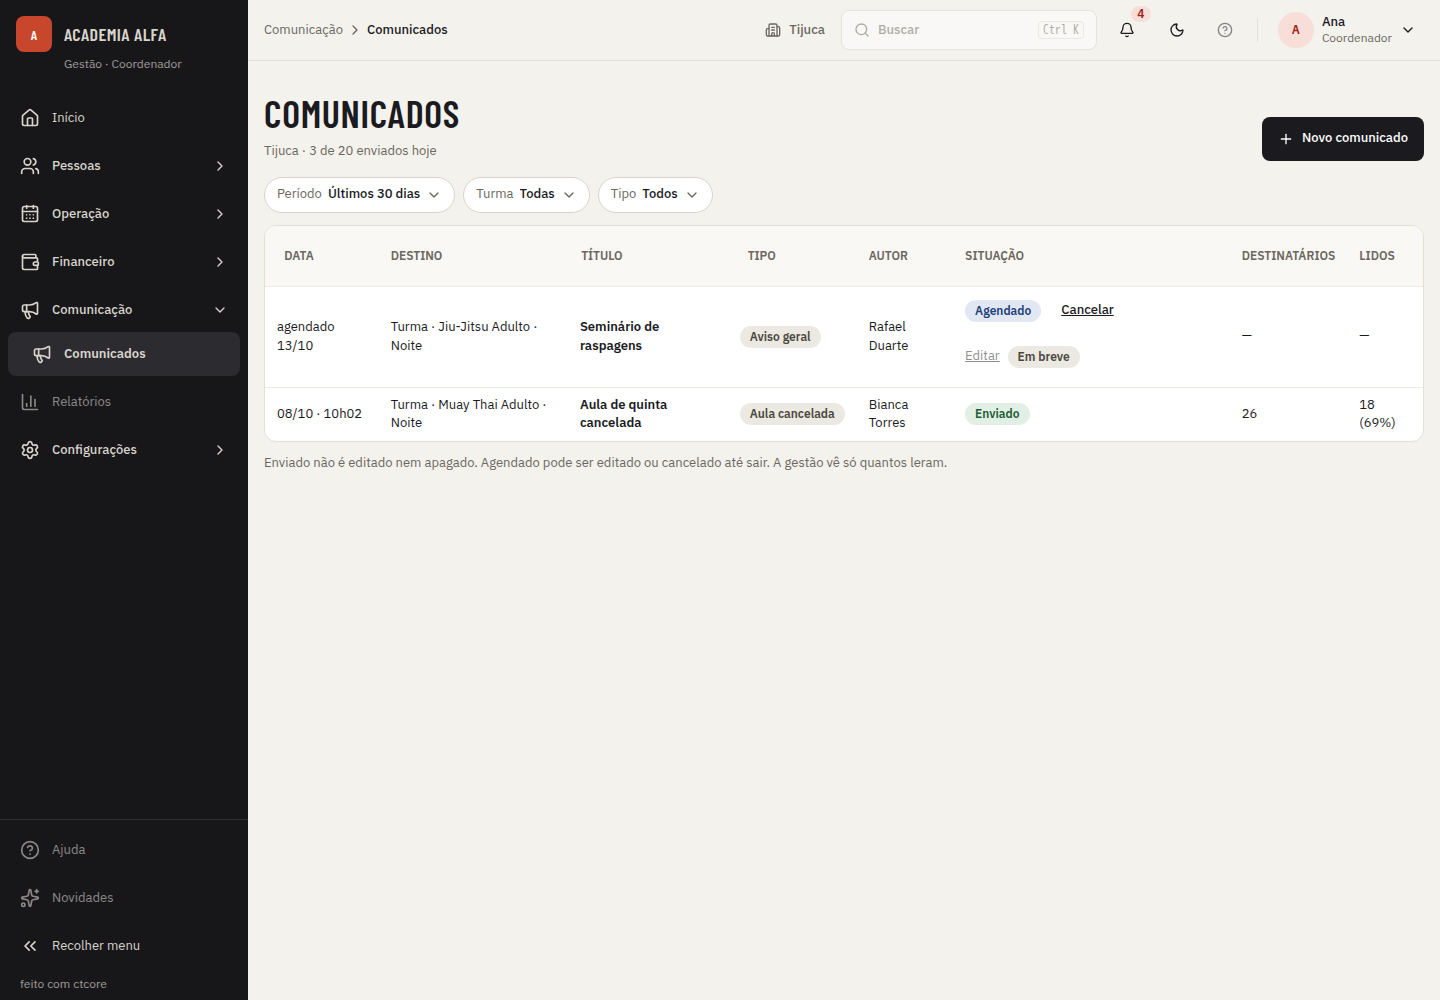 A
ACADEMIA ALFA
Gestão · Coordenador
Início
Pessoas
Operação
Financeiro
Comunicação
Comunicados
Relatórios
Configurações
Ajuda
Novidades
Recolher menu
feito com ctcore
Comunicação > Comunicados
Tijuca
Buscar
Ctrl K
4
A
Ana
Coordenador
COMUNICADOS
Tijuca · 3 de 20 enviados hoje
+ Novo comunicado
Período Últimos 30 dias
Turma Todas
Tipo Todos
DATA DESTINO TÍTULO TIPO AUTOR SITUAÇÃO DESTINATÁRIOS LIDOS
agendado
13/10
Turma · Jiu-Jitsu Adulto ·
Noite
Seminário de
raspagens
Aviso geral
Rafael
Duarte
Agendado Cancelar
Editar Em breve
—
—
08/10 · 10h02
Turma · Muay Thai Adulto ·
Noite
Aula de quinta
cancelada
Aula cancelada
Bianca
Torres
Enviado
26
18
(69%)
Enviado não é editado nem apagado. Agendado pode ser editado ou cancelado até sair. A gestão vê só quantos leram.